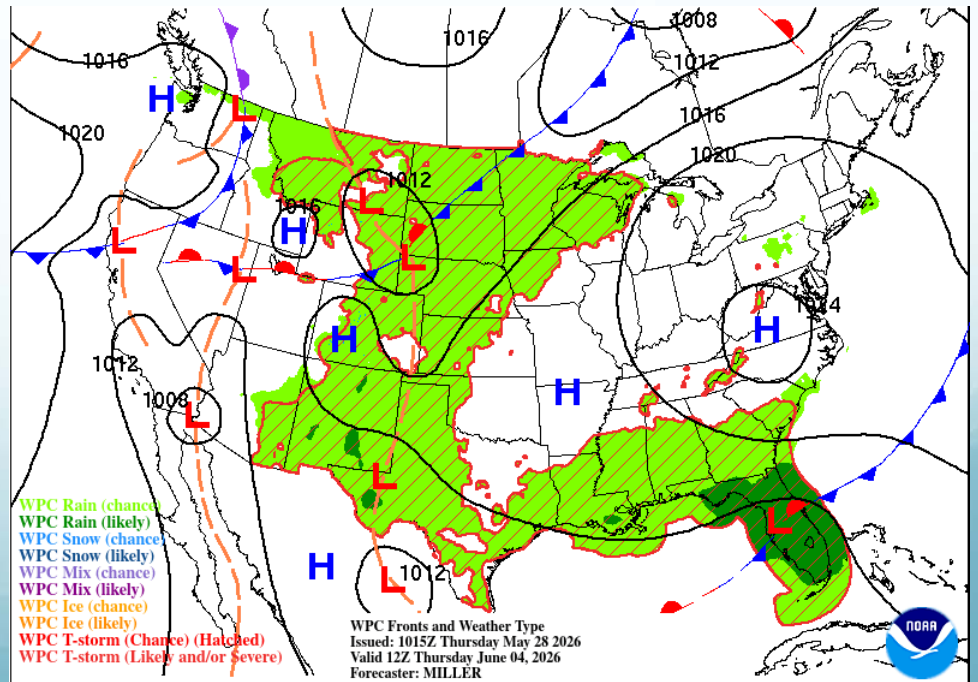 1008
1016
1016
1012
1016
1020
1020
1012
1016
1024
1012
1008
1012
H
L
L
H
L
L
L
H
H
H
L
L
L
H
L
WPC Rain (chance)
WPC Rain (likely)
WPC Snow (chance)
WPC Snow (likely)
WPC Mix (chance)
WPC Mix (likely)
WPC Ice (chance)
WPC Ice (likely)
WPC T-storm (Chance) (Hatched)
WPC T-storm (Likely and/or Severe)
WPC Fronts and Weather Type
Issued: 1015Z Thursday May 28 2026
Valid 12Z Thursday June 04, 2026
Forecaster: MILLER
NOAA